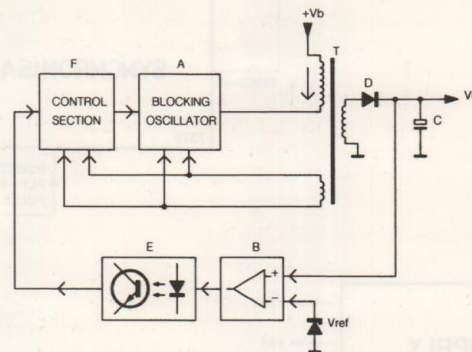 +Vb
F
A
T
CONTROL
SECTION
BLOCKING
OSCILLATOR
D
V
C
E
B
+
−
Vref